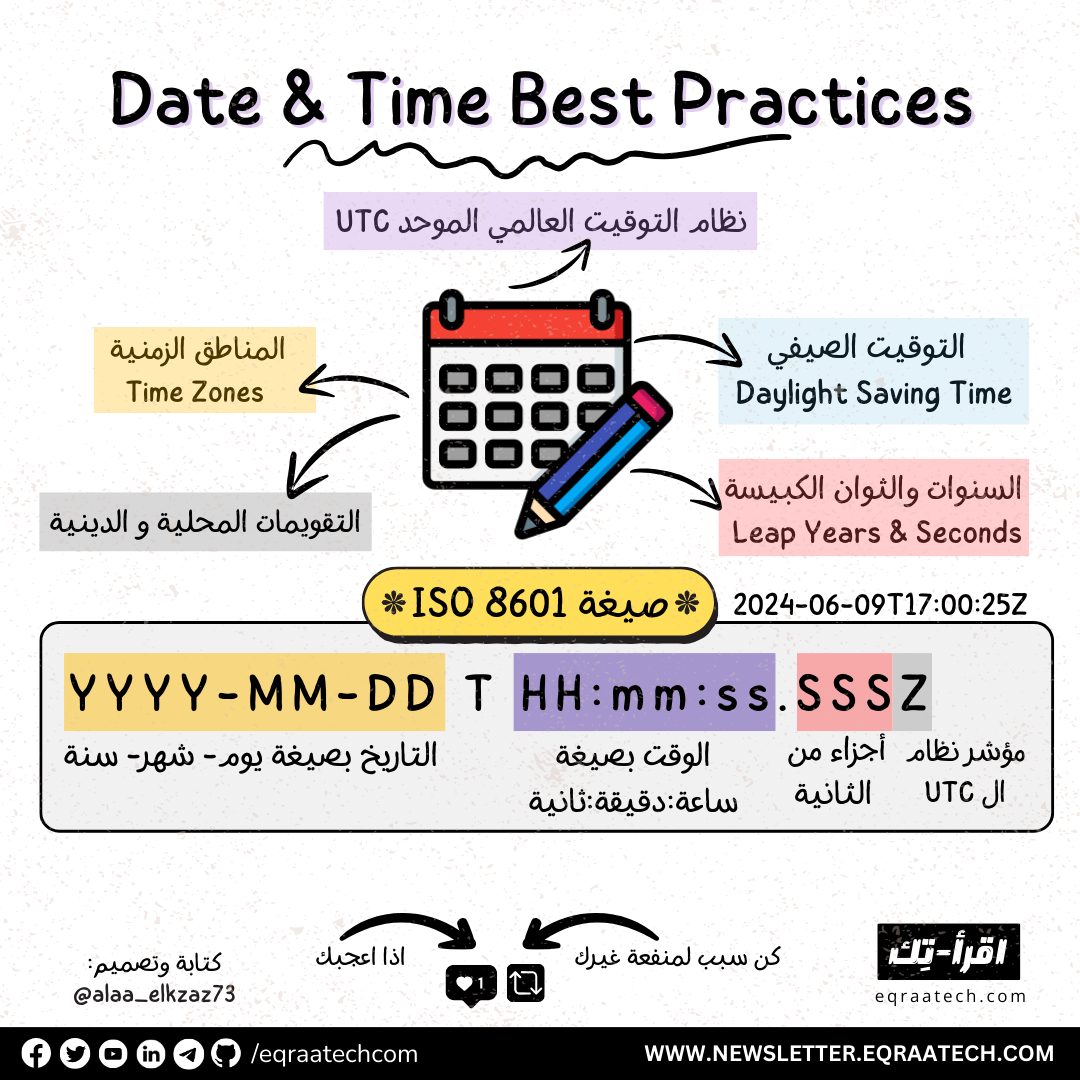 Date & Time Best Practices
نظام التوقيت العالمي الموحد UTC
المناطق الزمنية
Time Zones
التوقيت الصيفي
Daylight Saving Time
التقويمات المحلية و الدينية
السنوات والثوان الكبيسة
Leap Years & Seconds
صيغة ISO 8601
2024-06-09T17:00:25Z
YYYY-MM-DD T HH:mm:ss.SSSZ
التاريخ بصيغة يوم- شهر- سنة
الوقت بصيغة
ساعة:دقيقة:ثانية
أجزاء من
الثانية
مؤشر نظام
ال UTC
كتابة وتصميم:
@alaa_elkzaz73
اذا اعجبك
1
كن سبب لمنفعة غيرك
اقرأ-تِك
eqraatech.com
/eqraatechcom
WWW.NEWSLETTER.EQRAATECH.COM